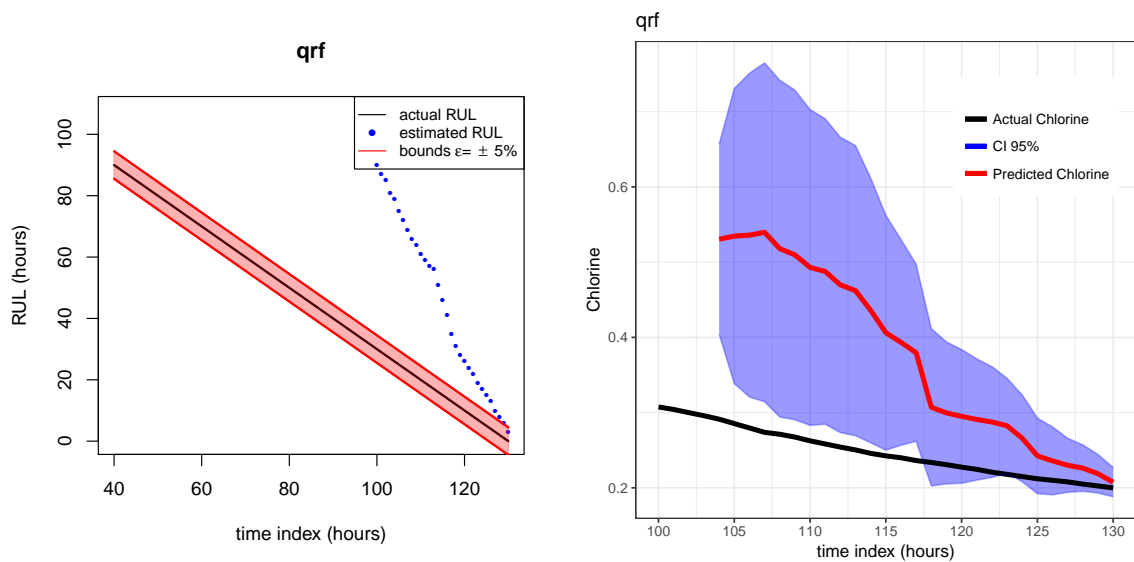 qrf
actual RUL
estimated RUL
bounds ε= ± 5%
RUL (hours)
100
80
60
40
20
0
40
60
80
100
120
time index (hours)
qrf
Actual Chlorine
CI 95%
Predicted Chlorine
Chlorine
0.6
0.4
0.2
100
105
110
115
120
125
130
time index (hours)